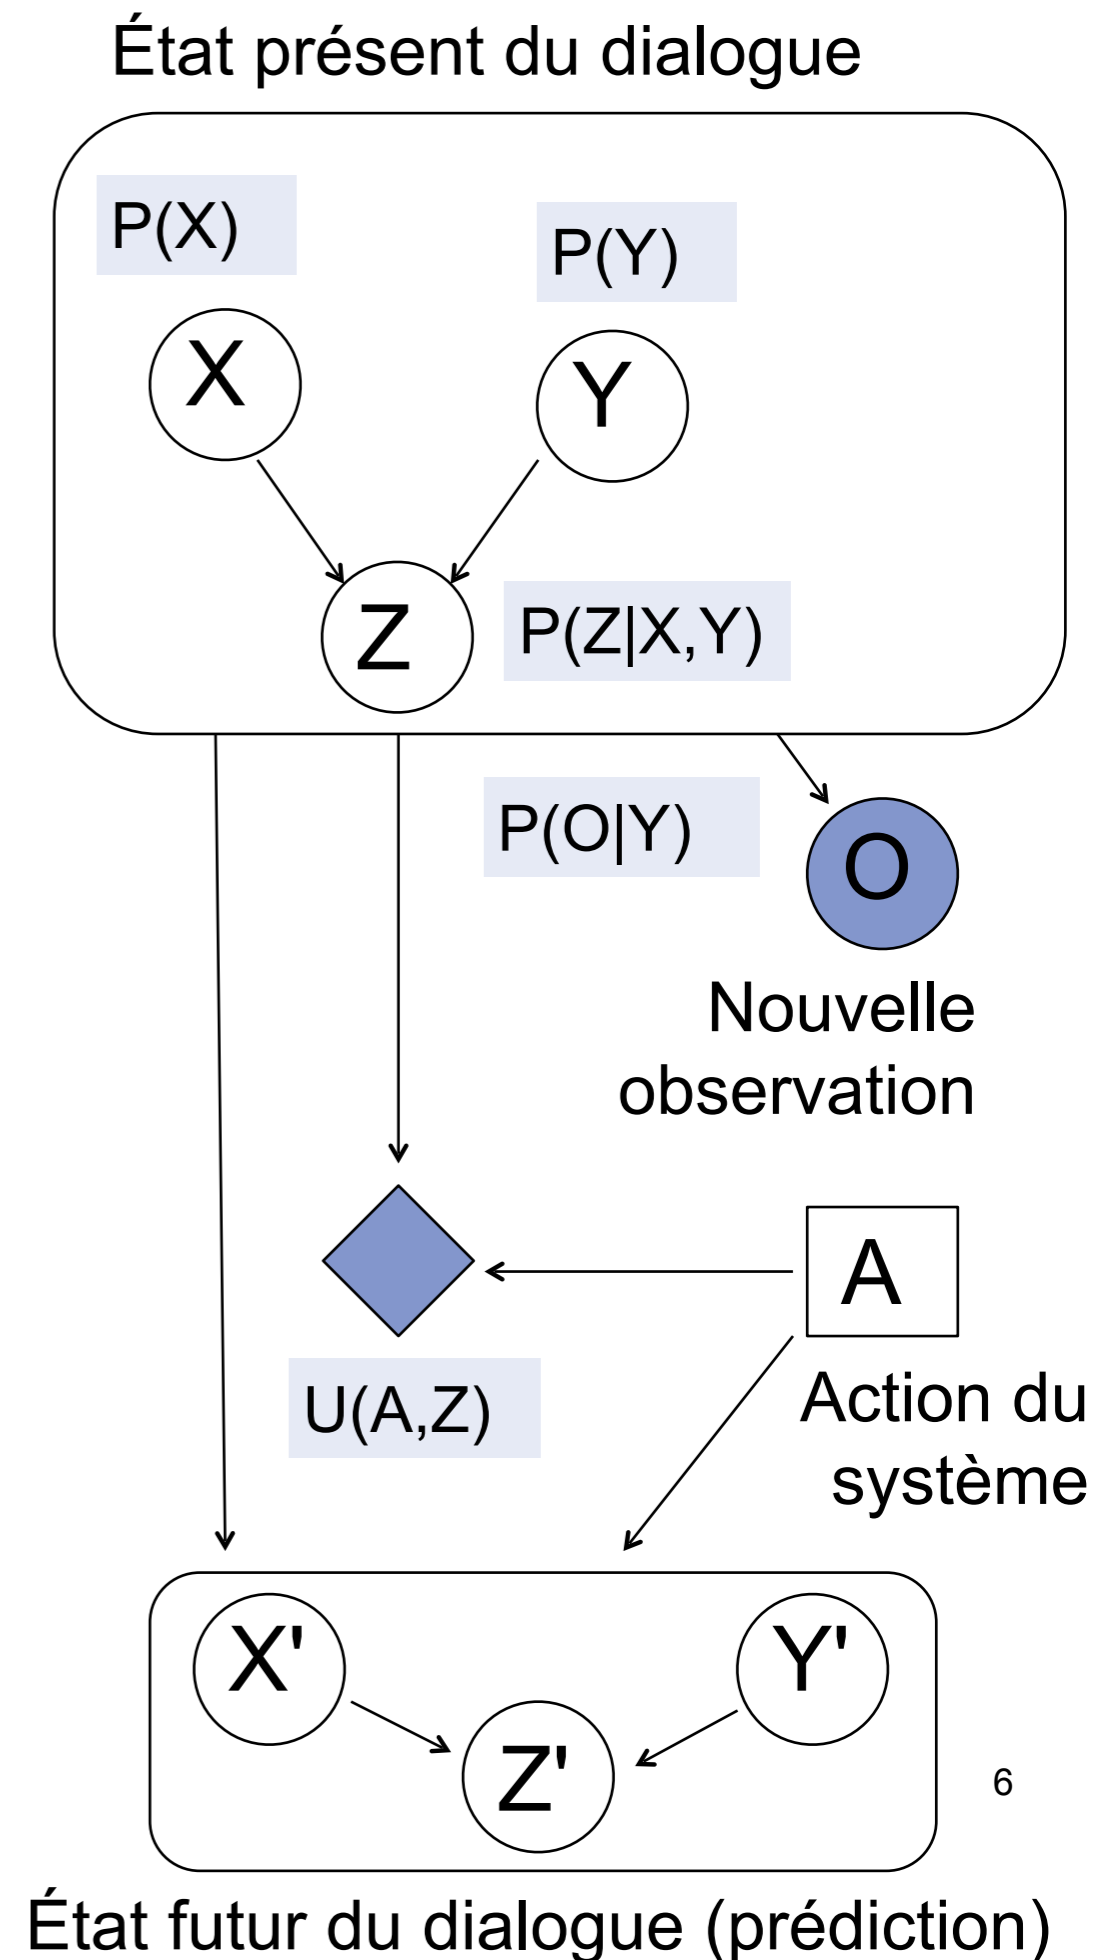 État présent du dialogue
P(X)
P(Y)
X
Y
Z
P(Z|X,Y)
P(O|Y)
O
Nouvelle
observation
A
U(A,Z)
Action du
système
X'
Y'
Z'
6
État futur du dialogue (prédiction)